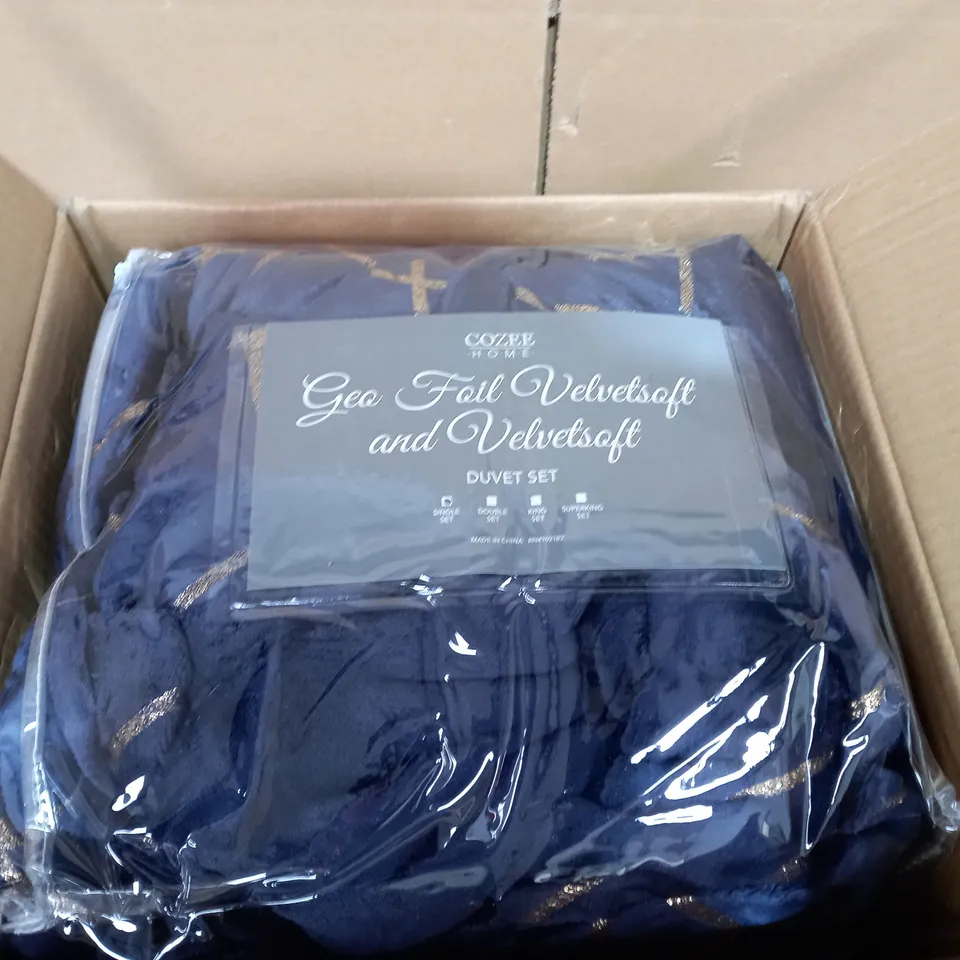 COZEE
HOME
Geo Foil Velvetsoft
and Velvetsoft
DUVET SET
SINGLE DOUBLE KING SUPERKING
SET SET SET SET
MADE IN CHINA